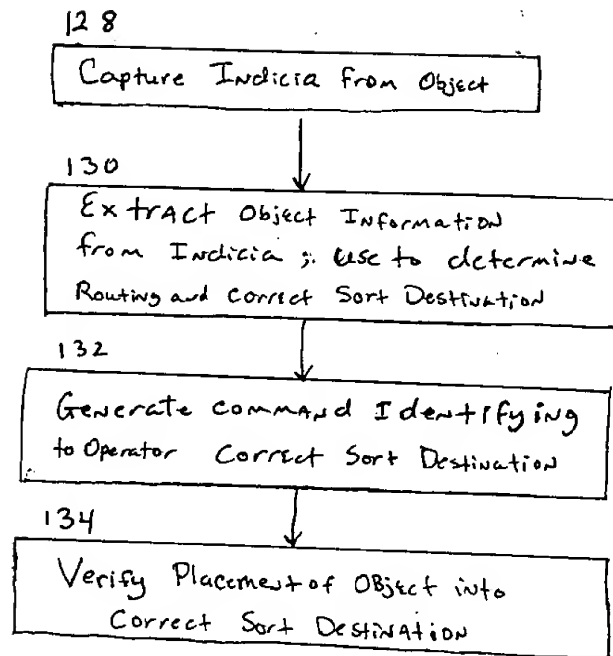 128
Capture Indicia from Object
130
Extract Object Information
from Indicia; use to determine
Routing and Correct Sort Destination
132
Generate command Identifying
to Operator Correct Sort Destination
134
Verify Placement of Object into
Correct Sort Destination